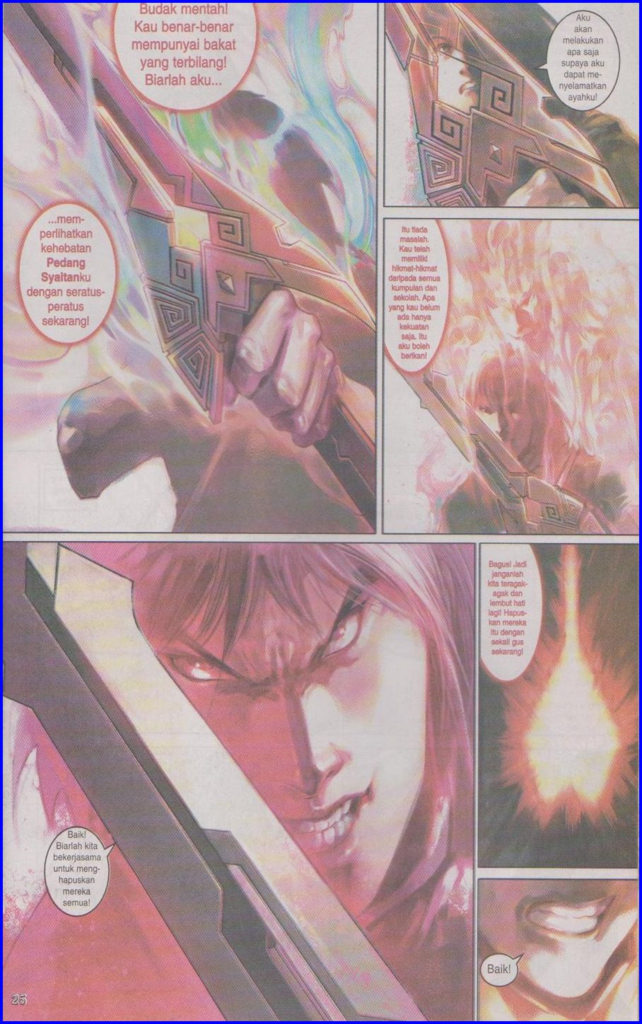 Budak mentah!
Kau benar-benar
mempunyai bakat
yang terbilang!
Biarlah aku...
...mem-
perlihatkan
kehebatan
Pedang
Syaitanku
dengan seratus-
peratus
sekarang!
Aku
akan
melakukan
apa saja
supaya aku
dapat me-
nyelamatkan
ayahku!
Itu tiada
masalah.
Kau telah
memiliki
hikmat-hikmat
daripada semua
kumpulan dan
sekolah. Apa
yang kau belum
ada hanya
kekuatan
saja. Itu
aku boleh
berikan!
Baik!
Biarlah kita
bekerjasama
untuk meng-
hapuskan
mereka
semua!
Bagus! Jadi
janganlah
kita teragak-
agak dan
lembut hati
lagi! Hapus-
kan mereka
itu dengan
sekali gus
sekarang!
Baik!
25